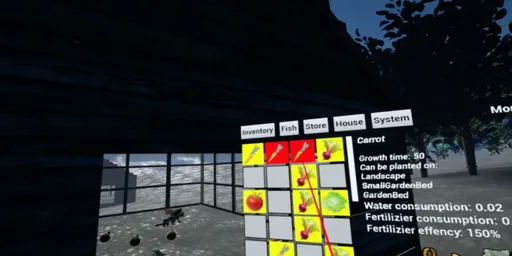 Inventory Fish Store House System
Carrot
Growth time: 50
Can be planted on:
Landscape
SmallGardenBed
GardenBed
Water consumption: 0.02
Fertilizier consumption: 0.
Fertilizier effency: 150%